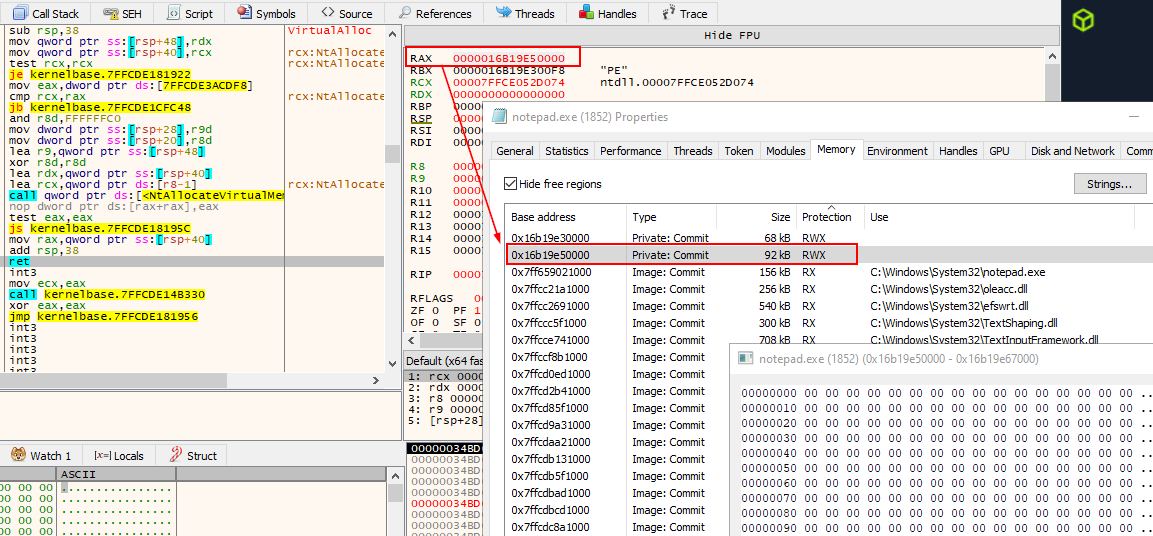 Call Stack SEH Script Symbols Source References Threads Handles Trace
sub rsp,38 VirtualAlloc
mov qword ptr ss:[rsp+48],rdx
mov qword ptr ss:[rsp+40],rcx rcx:NtAllocate
test rcx,rcx rcx:NtAllocate
je kernelbase.7FFCDE181922
mov eax,dword ptr ds:[7FFCDE3ACDF8]
cmp rcx,rax rcx:NtAllocate
jb kernelbase.7FFCDE1CFC48
and r8d,FFFFFFC0
mov dword ptr ss:[rsp+28],r9d
mov dword ptr ss:[rsp+20],r8d
lea r9,qword ptr ss:[rsp+48]
xor r8d,r8d
lea rdx,qword ptr ss:[rsp+40]
lea rcx,qword ptr ds:[r8-1] rcx:NtAllocate
call qword ptr ds:[<NtAllocateVirtualMem
nop dword ptr ds:[rax+rax],eax
test eax,eax
js kernelbase.7FFCDE18195C
mov rax,qword ptr ss:[rsp+40]
add rsp,38
ret
int3
mov ecx,eax
call kernelbase.7FFCDE14B330
xor eax,eax
jmp kernelbase.7FFCDE181956
int3
int3
int3
int3
int3
Hide FPU
RAX 0000016B19E50000
RBX 0000016B19E300F8 "PE"
RCX 00007FFCE052D074 ntdll.00007FFCE052D074
RDX 0000000000000000
RBP 0000
RSP 0000
RSI 0000
RDI 0000
R8 0000
R9 0000
R10 0000
R11 0000
R12 0000
R13 0000
R14 0000
R15 0000
RIP 0000
RFLAGS 00
ZF 0 PF 1
OF 0 SF 0
Default (x64 fas
1: rcx 0000
2: rdx 0000
3: r8 0000
4: r9 0000
5: [rsp+28]
notepad.exe (1852) Properties
General Statistics Performance Threads Token Modules Memory Environment Handles GPU Disk and Network Comm
Hide free regions Strings...
Base address Type Size Protection Use
0x16b19e30000 Private: Commit 68 kB RWX
0x16b19e50000 Private: Commit 92 kB RWX
0x7ff659021000 Image: Commit 156 kB RX C:\Windows\System32\notepad.exe
0x7ffcc21a1000 Image: Commit 256 kB RX C:\Windows\System32\oleacc.dll
0x7ffcc2691000 Image: Commit 540 kB RX C:\Windows\System32\efswrt.dll
0x7ffccc5f1000 Image: Commit 300 kB RX C:\Windows\System32\TextShaping.dll
0x7ffcce741000 Image: Commit 708 kB RX C:\Windows\System32\TextInputFramework.dll
0x7ffccf8b1000 Image: Commit
0x7ffcd0ed1000 Image: Commit
0x7ffcd2b41000 Image: Commit
0x7ffcd85f1000 Image: Commit
0x7ffcd9a31000 Image: Commit
0x7ffcdaa21000 Image: Commit
0x7ffcdb131000 Image: Commit
0x7ffcdb5f1000 Image: Commit
0x7ffcdbad1000 Image: Commit
0x7ffcdbcd1000 Image: Commit
0x7ffcdc8a1000 Image: Commit
notepad.exe (1852) (0x16b19e50000 - 0x16b19e67000)
00000000 00 00 00 00 00 00 00 00 00 00 00 00 00 00 00 00 ..
00000010 00 00 00 00 00 00 00 00 00 00 00 00 00 00 00 00 ..
00000020 00 00 00 00 00 00 00 00 00 00 00 00 00 00 00 00 ..
00000030 00 00 00 00 00 00 00 00 00 00 00 00 00 00 00 00 ..
00000040 00 00 00 00 00 00 00 00 00 00 00 00 00 00 00 00 ..
00000050 00 00 00 00 00 00 00 00 00 00 00 00 00 00 00 00 ..
00000060 00 00 00 00 00 00 00 00 00 00 00 00 00 00 00 00 ..
00000070 00 00 00 00 00 00 00 00 00 00 00 00 00 00 00 00 ..
00000080 00 00 00 00 00 00 00 00 00 00 00 00 00 00 00 00 ..
00000090 00 00 00 00 00 00 00 00 00 00 00 00 00 00 00 00 ..
Watch 1 [x=] Locals Struct
ASCII
00 00 00 ................
00 00 00 ................
00 00 00 ................
00 00 00 ................
00000034BD
00000034BD
00000034BD
00000034BD
00000034BD
00000034BD
00000034BD
00000034BD